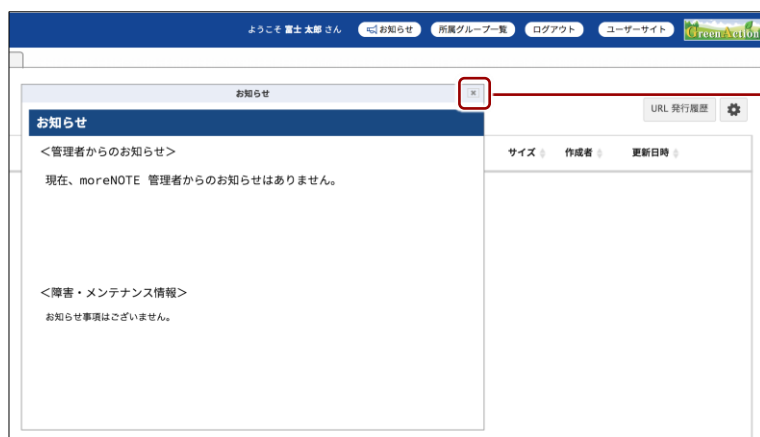 ようこそ 富士 太郎 さん お知らせ 所属グループ一覧 ログアウト ユーザーサイト Green Action
お知らせ
URL 発行履歴
お知らせ
サイズ 作成者 更新日時
＜管理者からのお知らせ＞
現在、moreNOTE 管理者からのお知らせはありません。
＜障害・メンテナンス情報＞
お知らせ事項はございません。